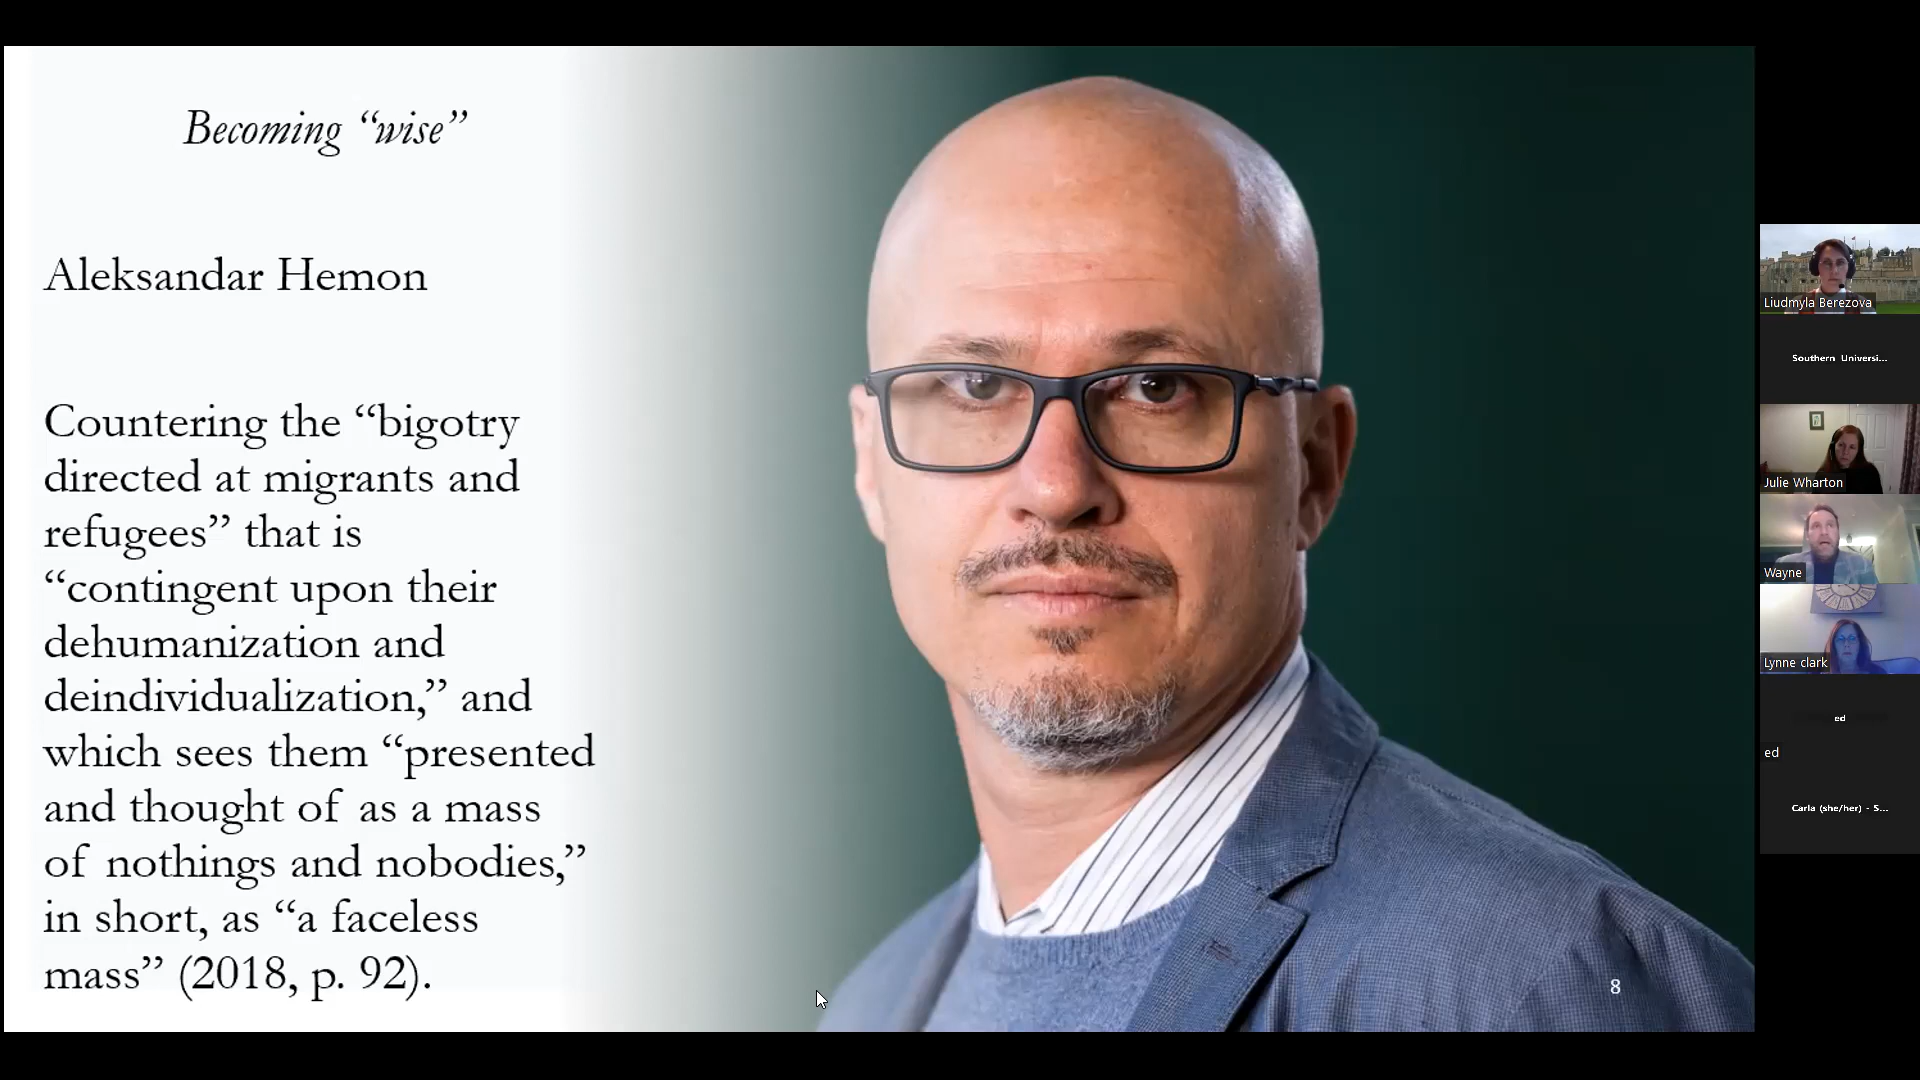 Becoming “wise”
Aleksandar Hemon
Countering the “bigotry
directed at migrants and
refugees” that is
“contingent upon their
dehumanization and
deindividualization,” and
which sees them “presented
and thought of as a mass
of nothings and nobodies,”
in short, as “a faceless
mass” (2018, p. 92).
8
Liudmyla Berezova
Southern Universi...
Julie Wharton
Wayne
Lynne clark
ed
ed
Carla (she/her) - S...